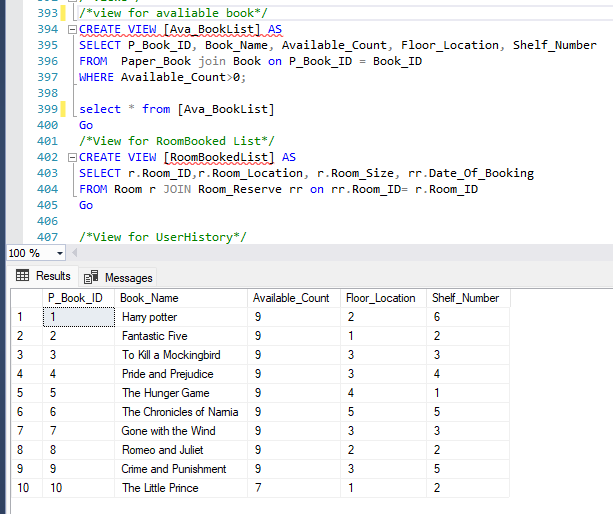 393 /*view for avaliable book*/
394 CREATE VIEW [Ava_BookList] AS
395 SELECT P_Book_ID, Book_Name, Available_Count, Floor_Location, Shelf_Number
396 FROM  Paper_Book join Book on P_Book_ID = Book_ID
397 WHERE Available_Count>0;
398
399 select * from [Ava_BookList]
400 Go
401 /*View for RoomBooked List*/
402 CREATE VIEW [RoomBookedList] AS
403 SELECT r.Room_ID,r.Room_Location, r.Room_Size, rr.Date_Of_Booking
404 FROM Room r JOIN Room_Reserve rr on rr.Room_ID= r.Room_ID
405 Go
406
407 /*View for UserHistory*/
100 %
Results Messages
P_Book_ID Book_Name Available_Count Floor_Location Shelf_Number
1 1 Harry potter 9 2 6
2 2 Fantastic Five 9 1 2
3 3 To Kill a Mockingbird 9 3 3
4 4 Pride and Prejudice 9 3 4
5 5 The Hunger Game 9 4 1
6 6 The Chronicles of Narnia 9 5 5
7 7 Gone with the Wind 9 3 3
8 8 Romeo and Juliet 9 2 2
9 9 Crime and Punishment 9 3 5
10 10 The Little Prince 7 1 2